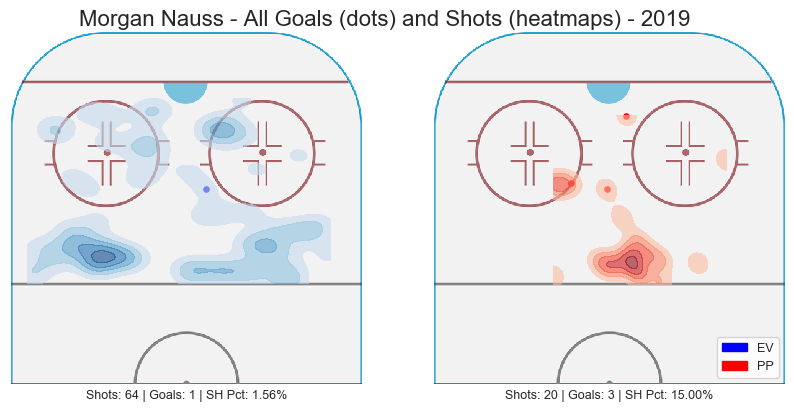 Morgan Nauss - All Goals (dots) and Shots (heatmaps) - 2019
EV
PP
Shots: 64 | Goals: 1 | SH Pct: 1.56%
Shots: 20 | Goals: 3 | SH Pct: 15.00%